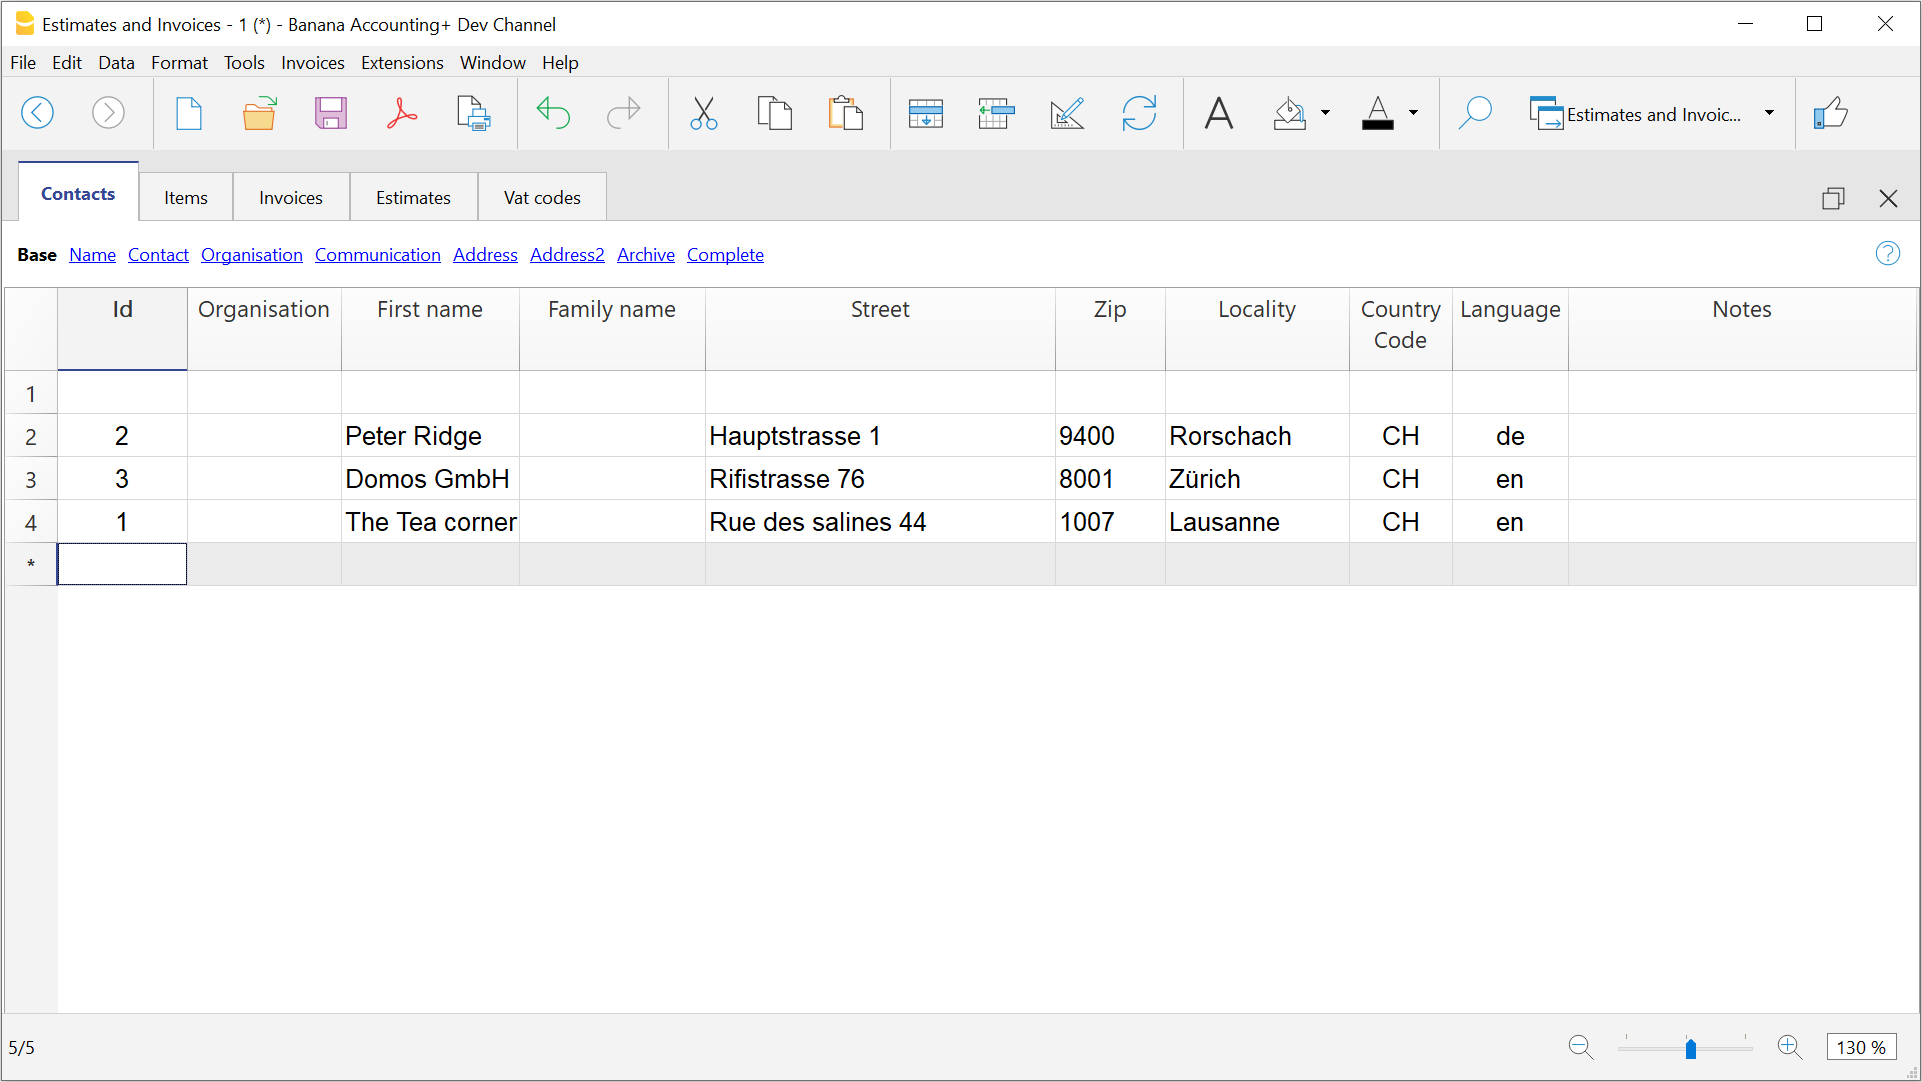 Estimates and Invoices - 1 (*) - Banana Accounting+ Dev Channel
File Edit Data Format Tools Invoices Extensions Window Help
Estimates and Invoic...
Contacts Items Invoices Estimates Vat codes
Base Name Contact Organisation Communication Address Address2 Archive Complete
Id Organisation First name Family name Street Zip Locality Country Code Language Notes
1
2 2 Peter Ridge Hauptstrasse 1 9400 Rorschach CH de
3 3 Domos GmbH Rifistrasse 76 8001 Zürich CH en
4 1 The Tea corner Rue des salines 44 1007 Lausanne CH en
*
5/5 130 %